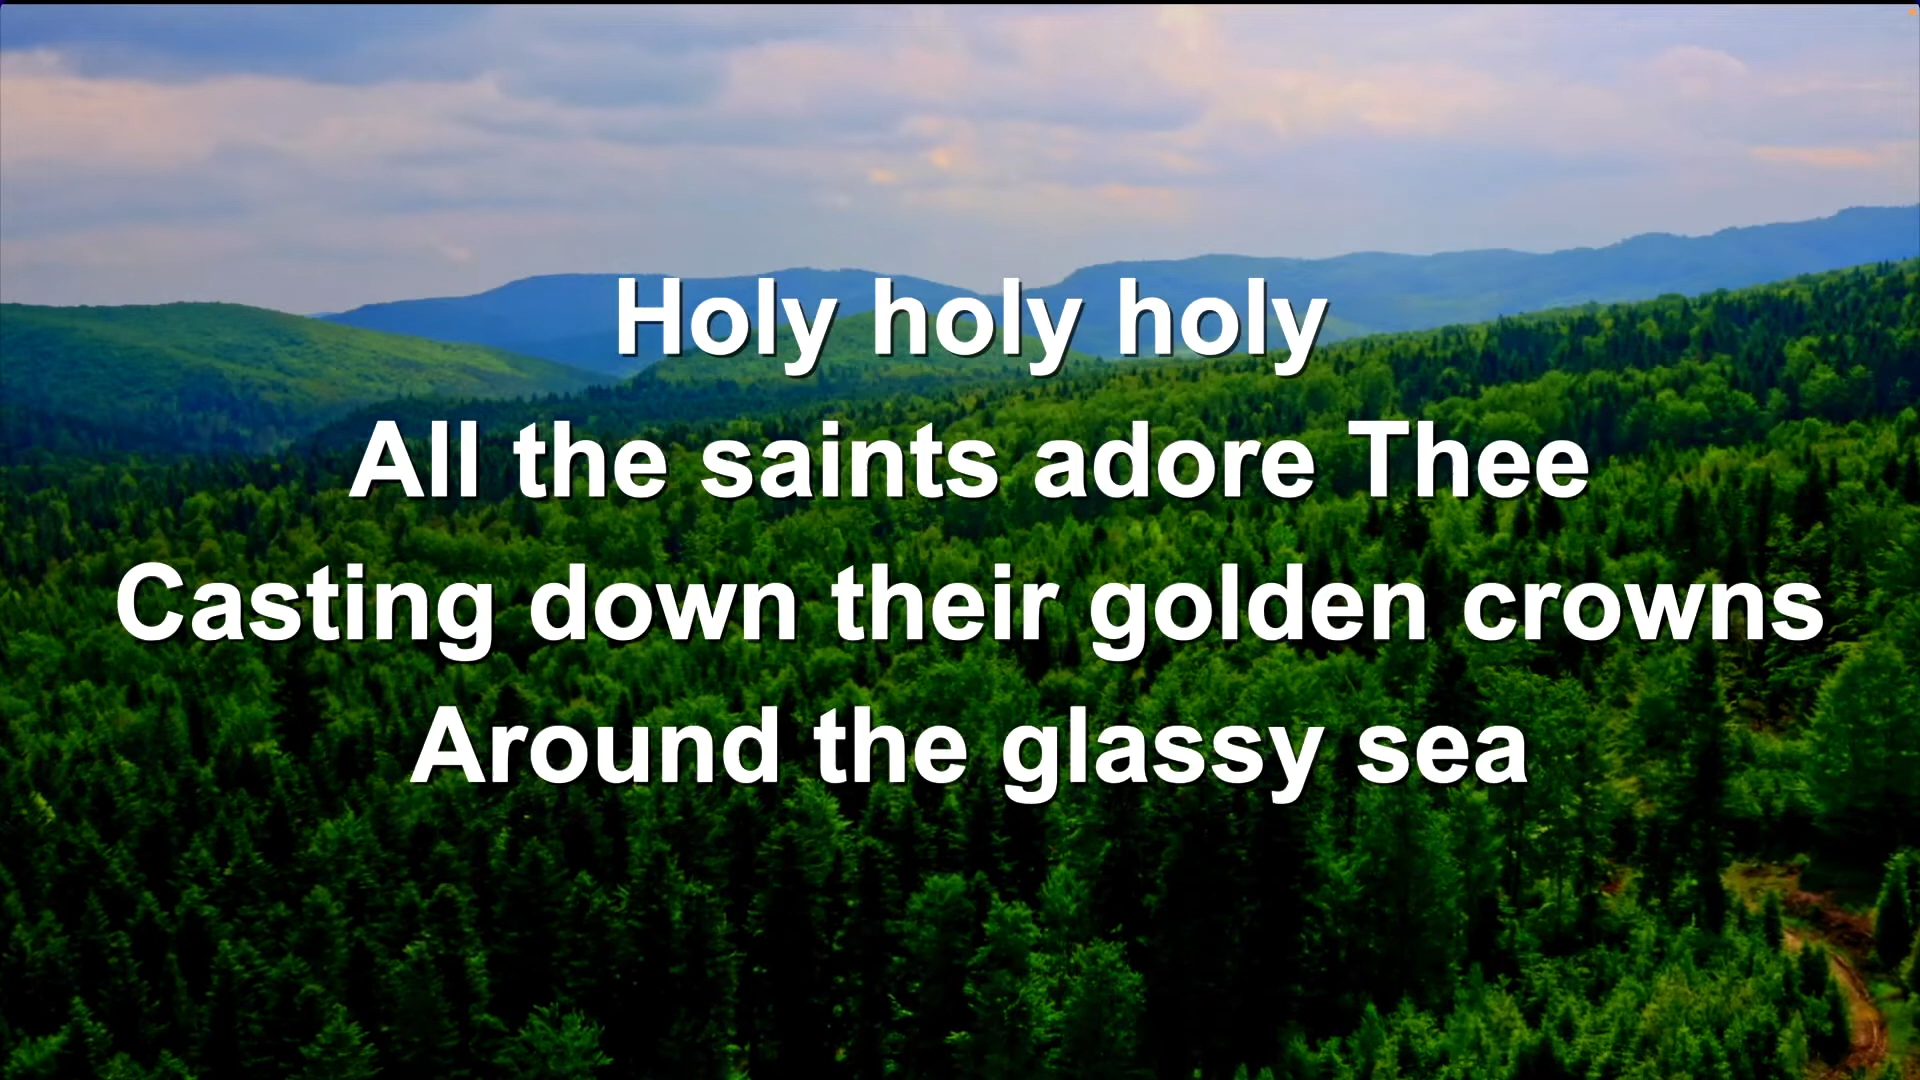 Holy holy holy
All the saints adore Thee
Casting down their golden crowns
Around the glassy sea